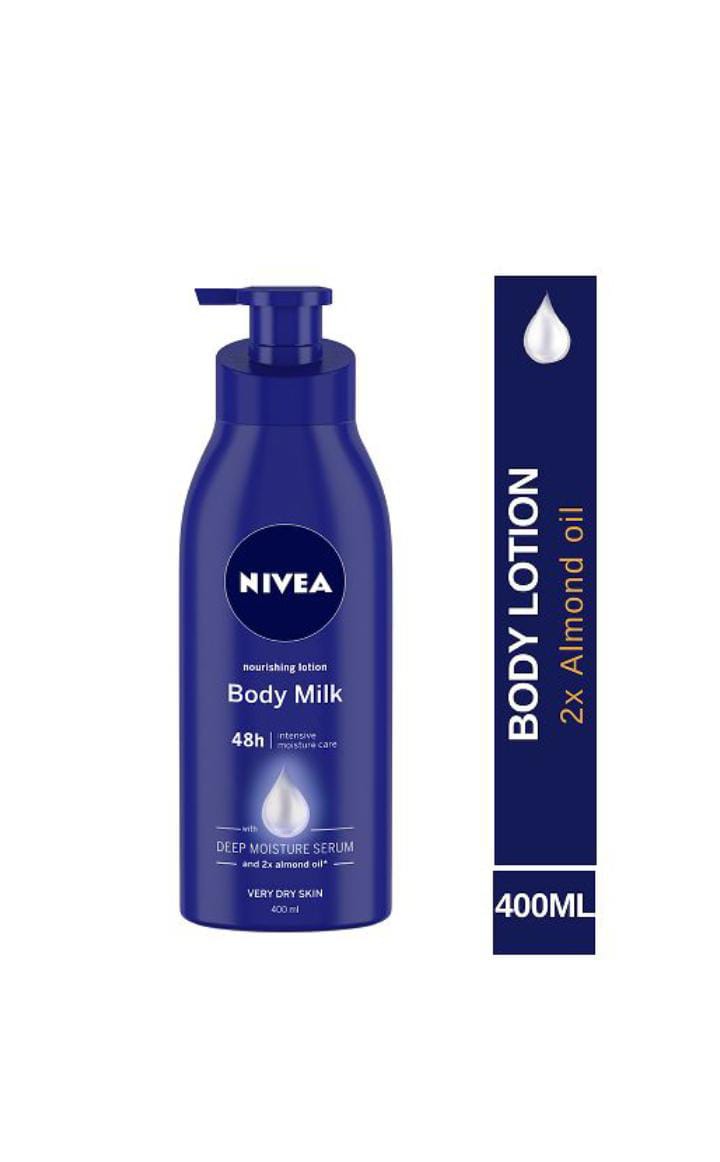 NIVEA
nourishing lotion
Body Milk
48h | intensive
moisture care
with
DEEP MOISTURE SERUM
and 2x almond oil*
VERY DRY SKIN
400 ml
BODY LOTION
2x Almond oil
400ML